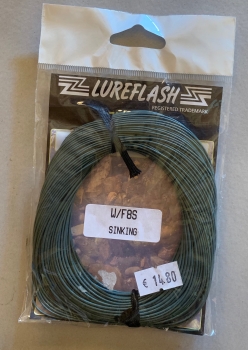 LUREFLASH
REGISTERED TRADEMARK
W/F8S
SINKING
€ 14.80